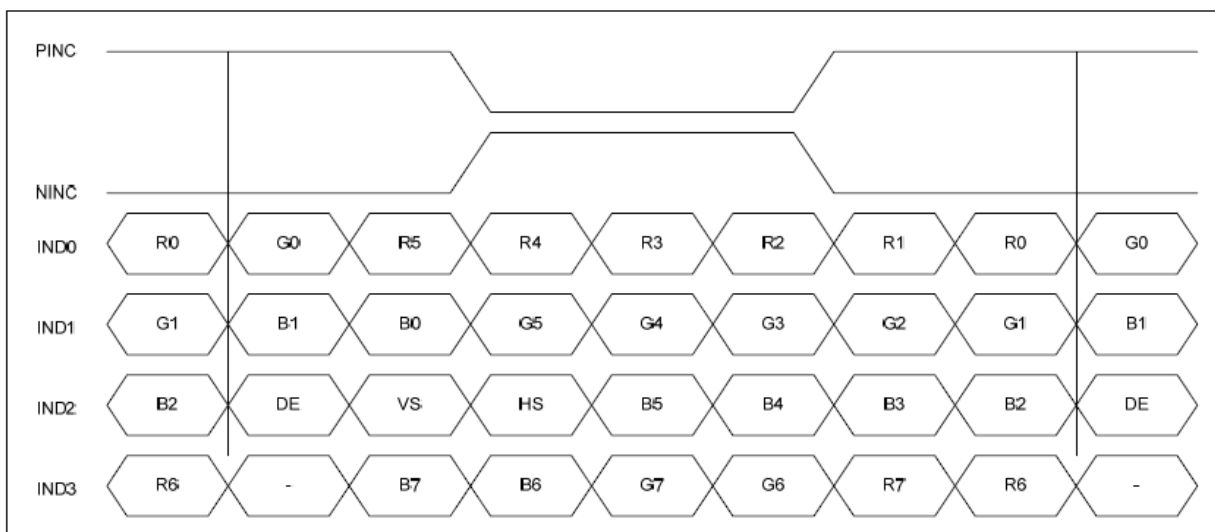 PINC
NINC
IND0 R0 G0 R5 R4 R3 R2 R1 R0 G0
IND1 G1 B1 B0 G5 G4 G3 G2 G1 B1
IND2 B2 DE VS HS B5 B4 B3 B2 DE
IND3 R6 - B7 B6 G7 G6 R7 R6 -